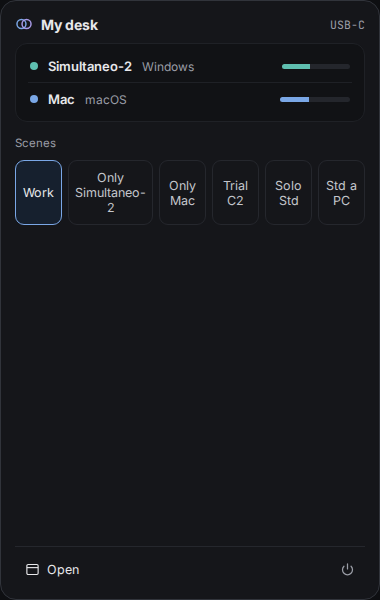 My desk USB-C
Simultaneo-2 Windows
Mac macOS
Scenes
Work
Only
Simultaneo-
2
Only
Mac
Trial
C2
Solo
Std
Std a
PC
Open